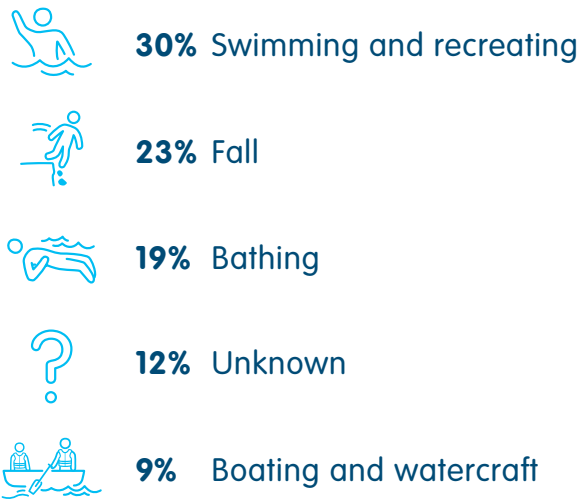 30% Swimming and recreating
23% Fall
19% Bathing
12% Unknown
9% Boating and watercraft